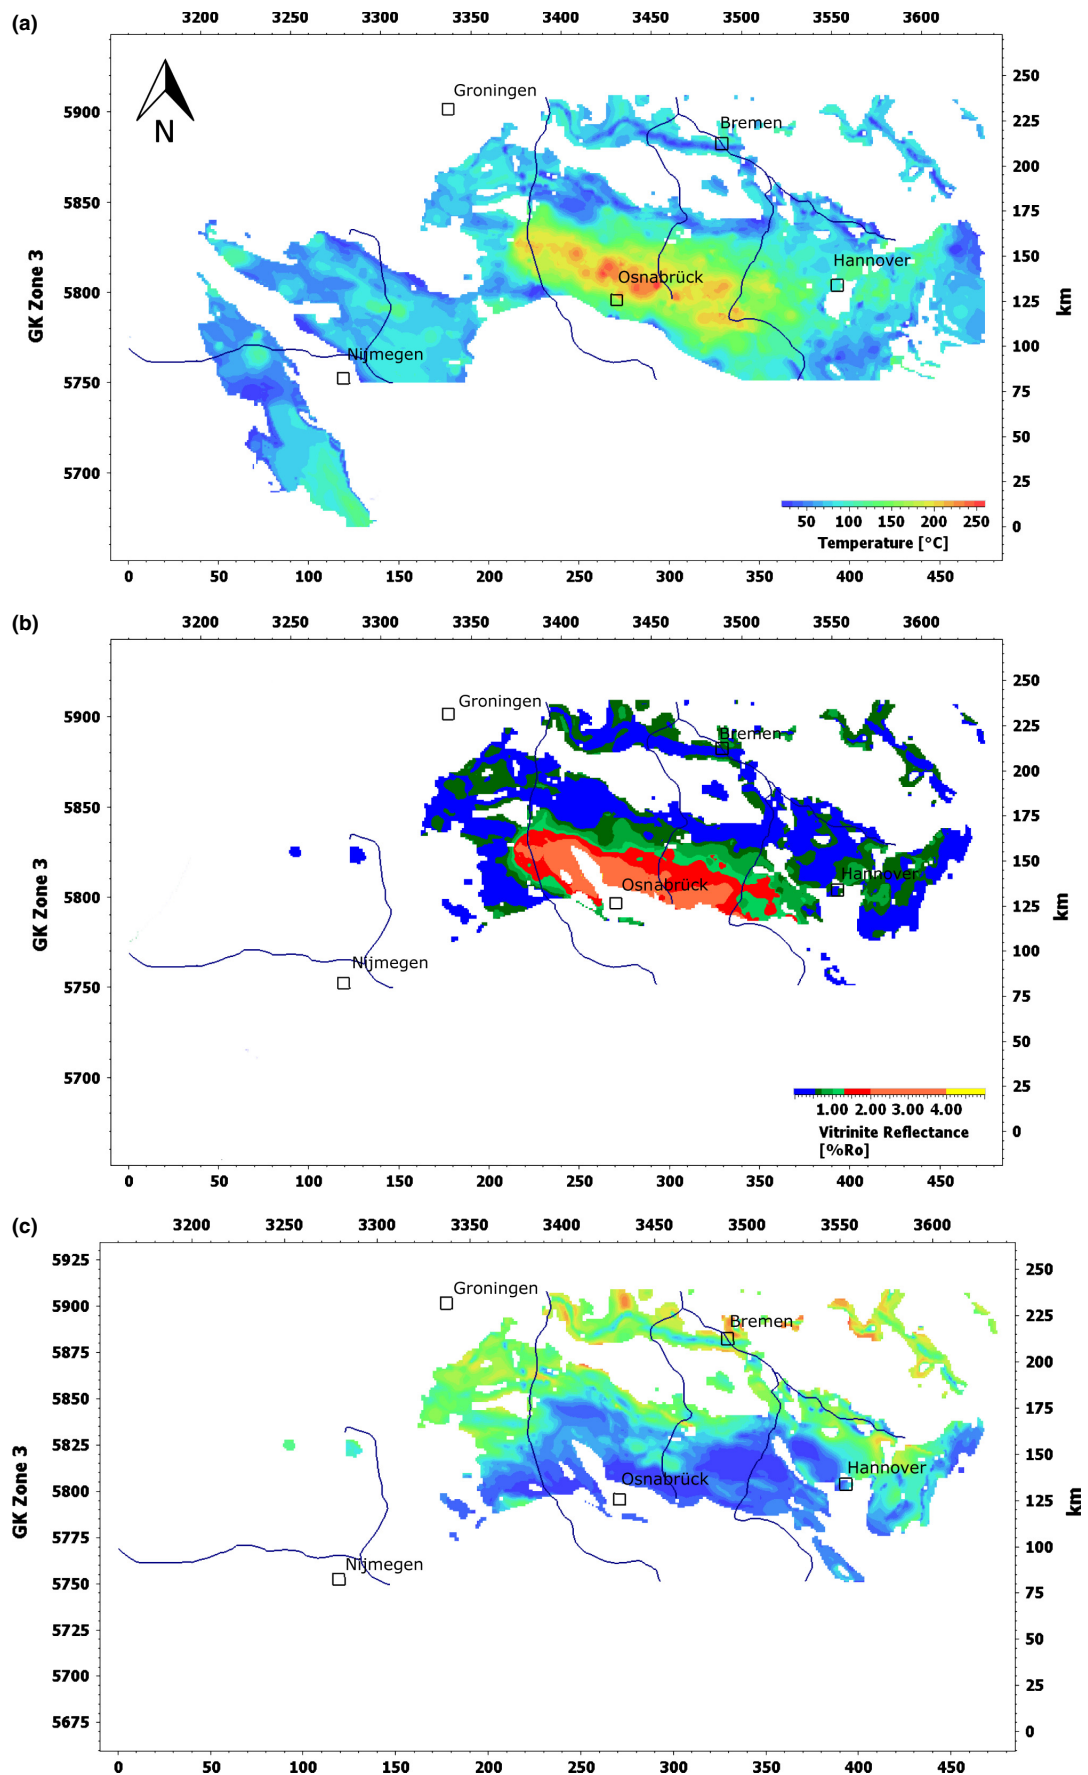 (a)
3200 3250 3300 3350 3400 3450 3500 3550 3600
N
Groningen
Bremen
Osnabrück
Hannover
Nijmegen
5900
5850
5800
5750
5700
GK Zone 3
250
225
200
175
150
125
100
75
50
25
0
km
50 100 150 200 250
Temperature [°C]
0 50 100 150 200 250 300 350 400 450
(b)
3200 3250 3300 3350 3400 3450 3500 3550 3600
Groningen
Bremen
Osnabrück
Hannover
Nijmegen
5900
5850
5800
5750
5700
GK Zone 3
250
225
200
175
150
125
100
75
50
25
0
km
1.00 2.00 3.00 4.00
Vitrinite Reflectance
[%Ro]
0 50 100 150 200 250 300 350 400 450
(c)
3200 3250 3300 3350 3400 3450 3500 3550 3600
Groningen
Bremen
Osnabrück
Hannover
Nijmegen
5925
5900
5875
5850
5825
5800
5775
5750
5725
5700
5675
GK Zone 3
250
225
200
175
150
125
100
75
50
25
0
km
0 50 100 150 200 250 300 350 400 450